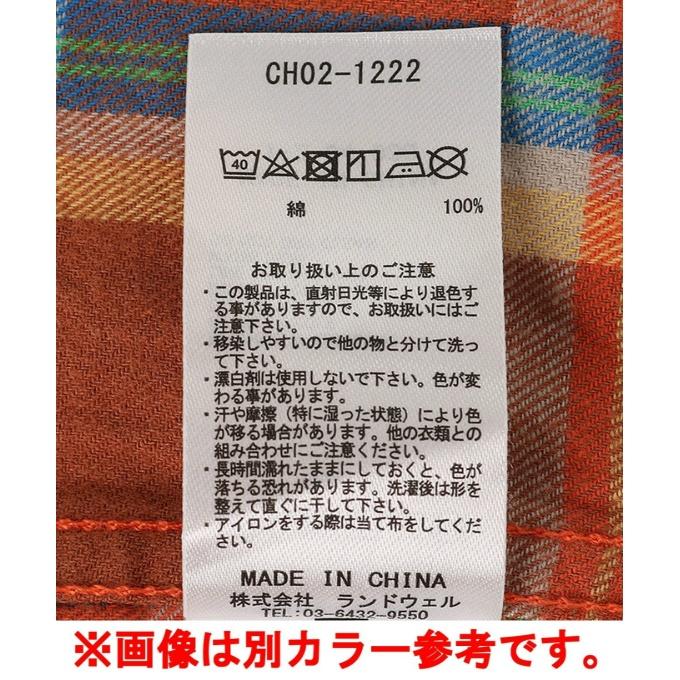 CH02-1222
40
綿 100%
お取り扱い上のご注意
・この製品は、直射日光等により退色す
る事がありますので、お取扱いにはご
注意下さい。
・移染しやすいので他の物と分けて洗っ
て下さい。
・漂白剤は使用しないで下さい。色が変
わる事があります。
・汗や摩擦（特に湿った状態）により色
が移る場合があります。他の衣類との
組み合わせにご注意下さい。
・長時間濡れたままにしておくと、色が
落ちる恐れがあります。洗濯後は形を
整えて直ぐに干して下さい。
・アイロンをする際は当て布をしてくだ
さい。
MADE IN CHINA
株式会社 ランドウェル
TEL:03-6432-9550
※画像は別カラー参考です。